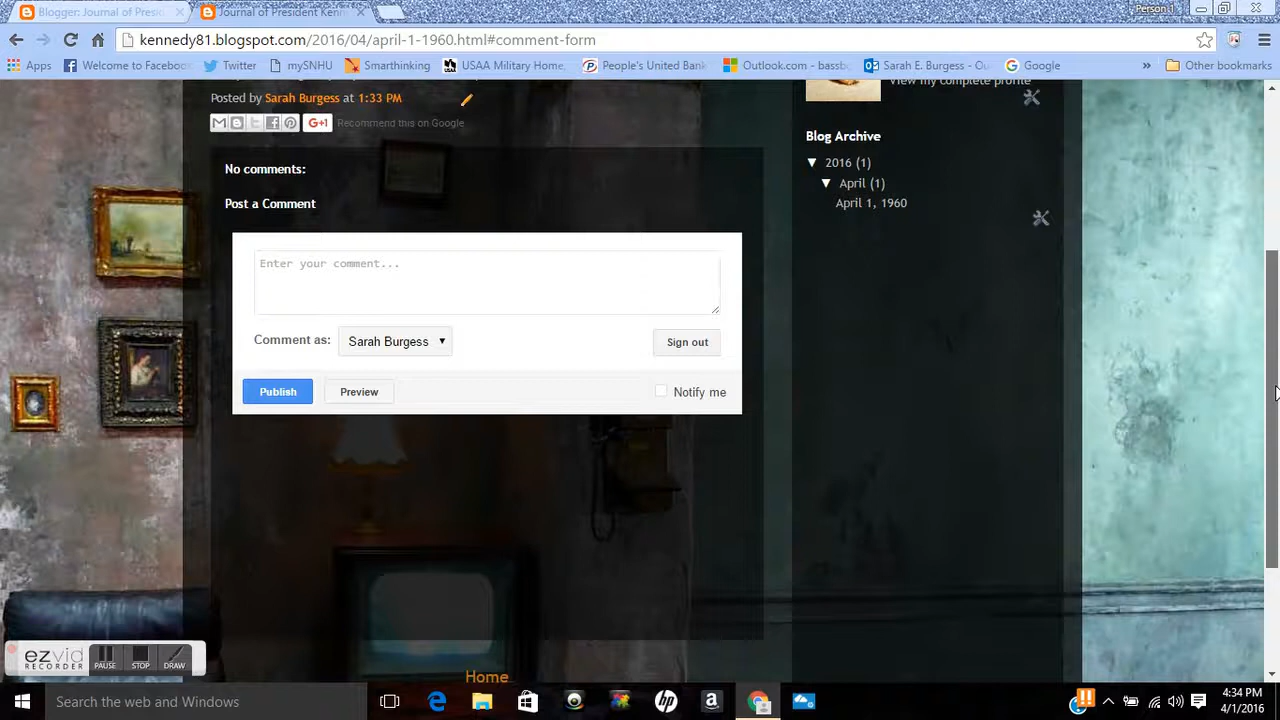 Blogger: Journal of Presid
Journal of President Kenn
Person 1
kennedy81.blogspot.com/2016/04/april-1-1960.html#comment-form
Apps
Welcome to Faceboo
Twitter
mySNHU
Smarthinking
USAA Military Home,
People's United Bank
Outlook.com - bassb
Sarah E. Burgess - Ou
Google
»
Other bookmarks
View my complete profile
Posted by Sarah Burgess at 1:33 PM
G+1 Recommend this on Google
Blog Archive
▼ 2016 (1)
▼ April (1)
April 1, 1960
No comments:
Post a Comment
Enter your comment...
Comment as: Sarah Burgess ▼
Sign out
Publish
Preview
Notify me
Home
ezvid
RECORDER
PAUSE
STOP
DRAW
Search the web and Windows
4:34 PM
4/1/2016